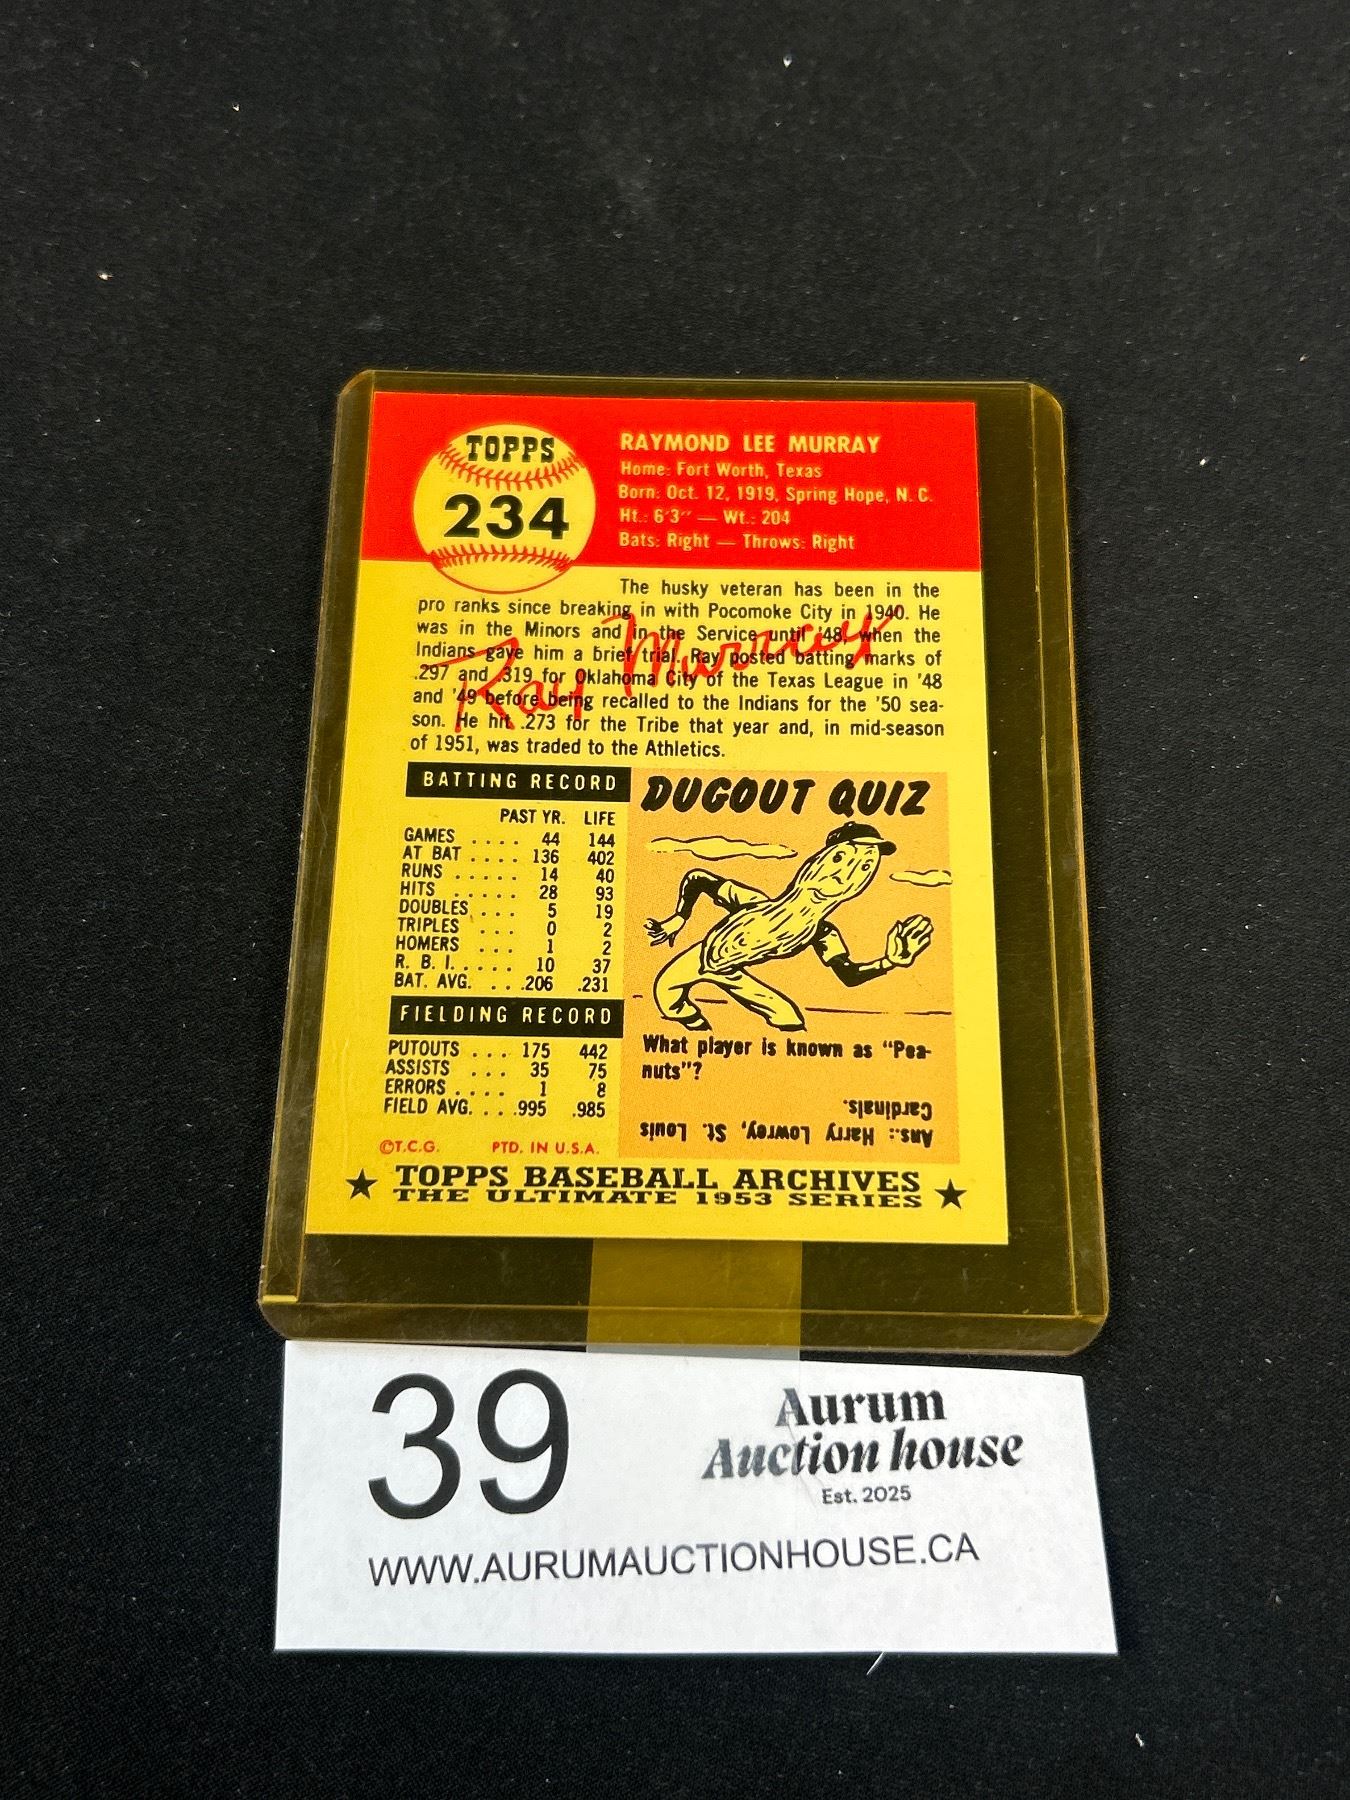 TOPPS
234
RAYMOND LEE MURRAY
Home: Fort Worth, Texas
Born: Oct. 12, 1919, Spring Hope, N. C.
Ht.: 6'3" — Wt.: 204
Bats: Right — Throws: Right
The husky veteran has been in the
pro ranks since breaking in with Pocomoke City in 1940. He
was in the Minors and in the Service until '48, when the
Indians gave him a brief trial. Ray posted batting marks of
.297 and .319 for Oklahoma City of the Texas League in '48
and '49 before being recalled to the Indians for the '50 sea-
son. He hit .273 for the Tribe that year and, in mid-season
of 1951, was traded to the Athletics.
Ray Murray
BATTING RECORD
PAST YR. LIFE
GAMES .... 44 144
AT BAT .... 136 402
RUNS ..... 14 40
HITS ..... 28 93
DOUBLES ... 5 19
TRIPLES ... 0 2
HOMERS ... 1 2
R. B. I. .... 10 37
BAT. AVG. ... .206 .231
FIELDING RECORD
PUTOUTS ... 175 442
ASSISTS ... 35 75
ERRORS .... 1 8
FIELD AVG. ... .995 .985
DUGOUT QUIZ
What player is known as "Pea-
nuts"?
Ans.: Harry Lowrey, St. Louis
Cardinals.
©T.C.G. PTD. IN U.S.A.
★ TOPPS BASEBALL ARCHIVES ★
THE ULTIMATE 1953 SERIES
39
Aurum
Auction house
Est. 2025
WWW.AURUMAUCTIONHOUSE.CA